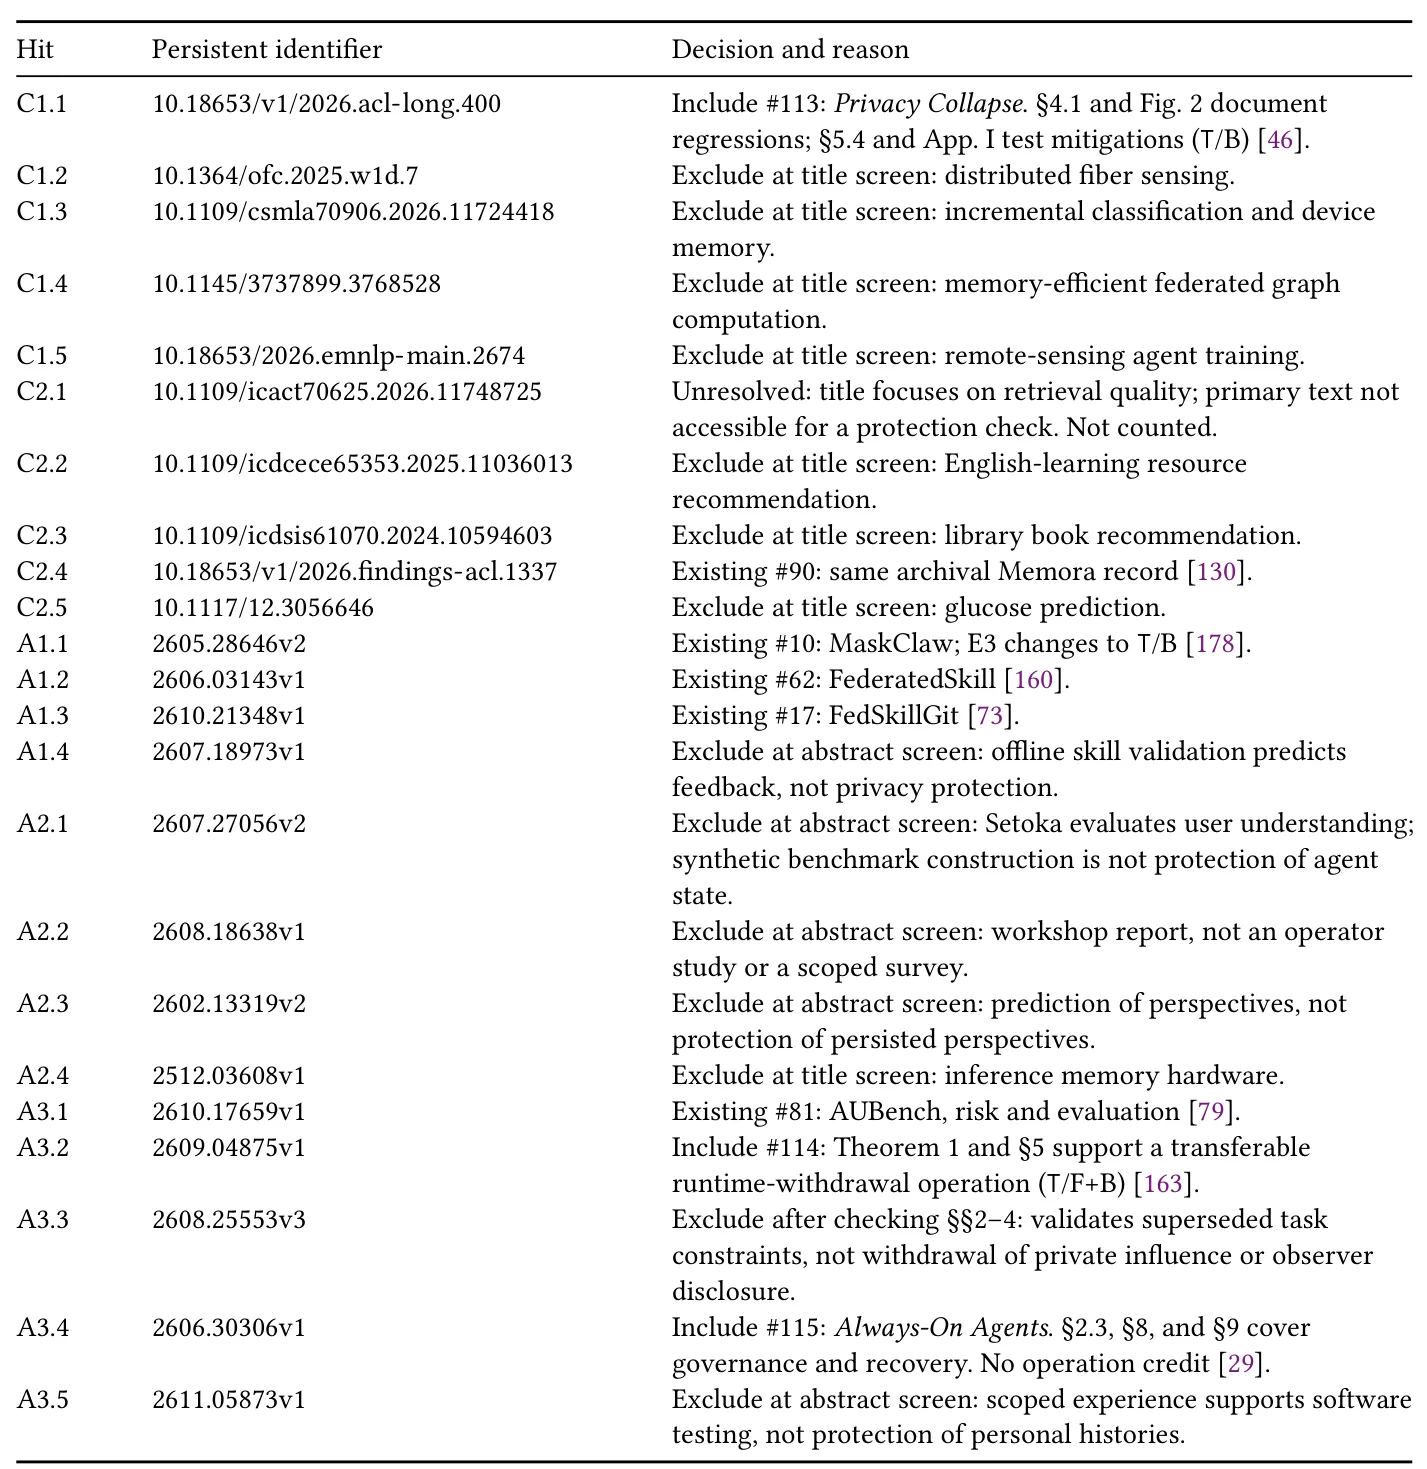 Hit Persistent identifier Decision and reason
C1.1 10.18653/v1/2026.acl-long.400 Include #113: Privacy Collapse. §4.1 and Fig. 2 document
regressions; §5.4 and App. I test mitigations (T/B) [46].
C1.2 10.1364/ofc.2025.w1d.7 Exclude at title screen: distributed fiber sensing.
C1.3 10.1109/csmla70906.2026.11724418 Exclude at title screen: incremental classification and device
memory.
C1.4 10.1145/3737899.3768528 Exclude at title screen: memory-efficient federated graph
computation.
C1.5 10.18653/2026.emnlp-main.2674 Exclude at title screen: remote-sensing agent training.
C2.1 10.1109/icact70625.2026.11748725 Unresolved: title focuses on retrieval quality; primary text not
accessible for a protection check. Not counted.
C2.2 10.1109/icdcece65353.2025.11036013 Exclude at title screen: English-learning resource
recommendation.
C2.3 10.1109/icdsis61070.2024.10594603 Exclude at title screen: library book recommendation.
C2.4 10.18653/v1/2026.findings-acl.1337 Existing #90: same archival Memora record [130].
C2.5 10.1117/12.3056646 Exclude at title screen: glucose prediction.
A1.1 2605.28646v2 Existing #10: MaskClaw; E3 changes to T/B [178].
A1.2 2606.03143v1 Existing #62: FederatedSkill [160].
A1.3 2610.21348v1 Existing #17: FedSkillGit [73].
A1.4 2607.18973v1 Exclude at abstract screen: offline skill validation predicts
feedback, not privacy protection.
A2.1 2607.27056v2 Exclude at abstract screen: Setoka evaluates user understanding;
synthetic benchmark construction is not protection of agent
state.
A2.2 2608.18638v1 Exclude at abstract screen: workshop report, not an operator
study or a scoped survey.
A2.3 2602.13319v2 Exclude at abstract screen: prediction of perspectives, not
protection of persisted perspectives.
A2.4 2512.03608v1 Exclude at title screen: inference memory hardware.
A3.1 2610.17659v1 Existing #81: AUBench, risk and evaluation [79].
A3.2 2609.04875v1 Include #114: Theorem 1 and §5 support a transferable
runtime-withdrawal operation (T/F+B) [163].
A3.3 2608.25553v3 Exclude after checking §§2–4: validates superseded task
constraints, not withdrawal of private influence or observer
disclosure.
A3.4 2606.30306v1 Include #115: Always-On Agents. §2.3, §8, and §9 cover
governance and recovery. No operation credit [29].
A3.5 2611.05873v1 Exclude at abstract screen: scoped experience supports software
testing, not protection of personal histories.